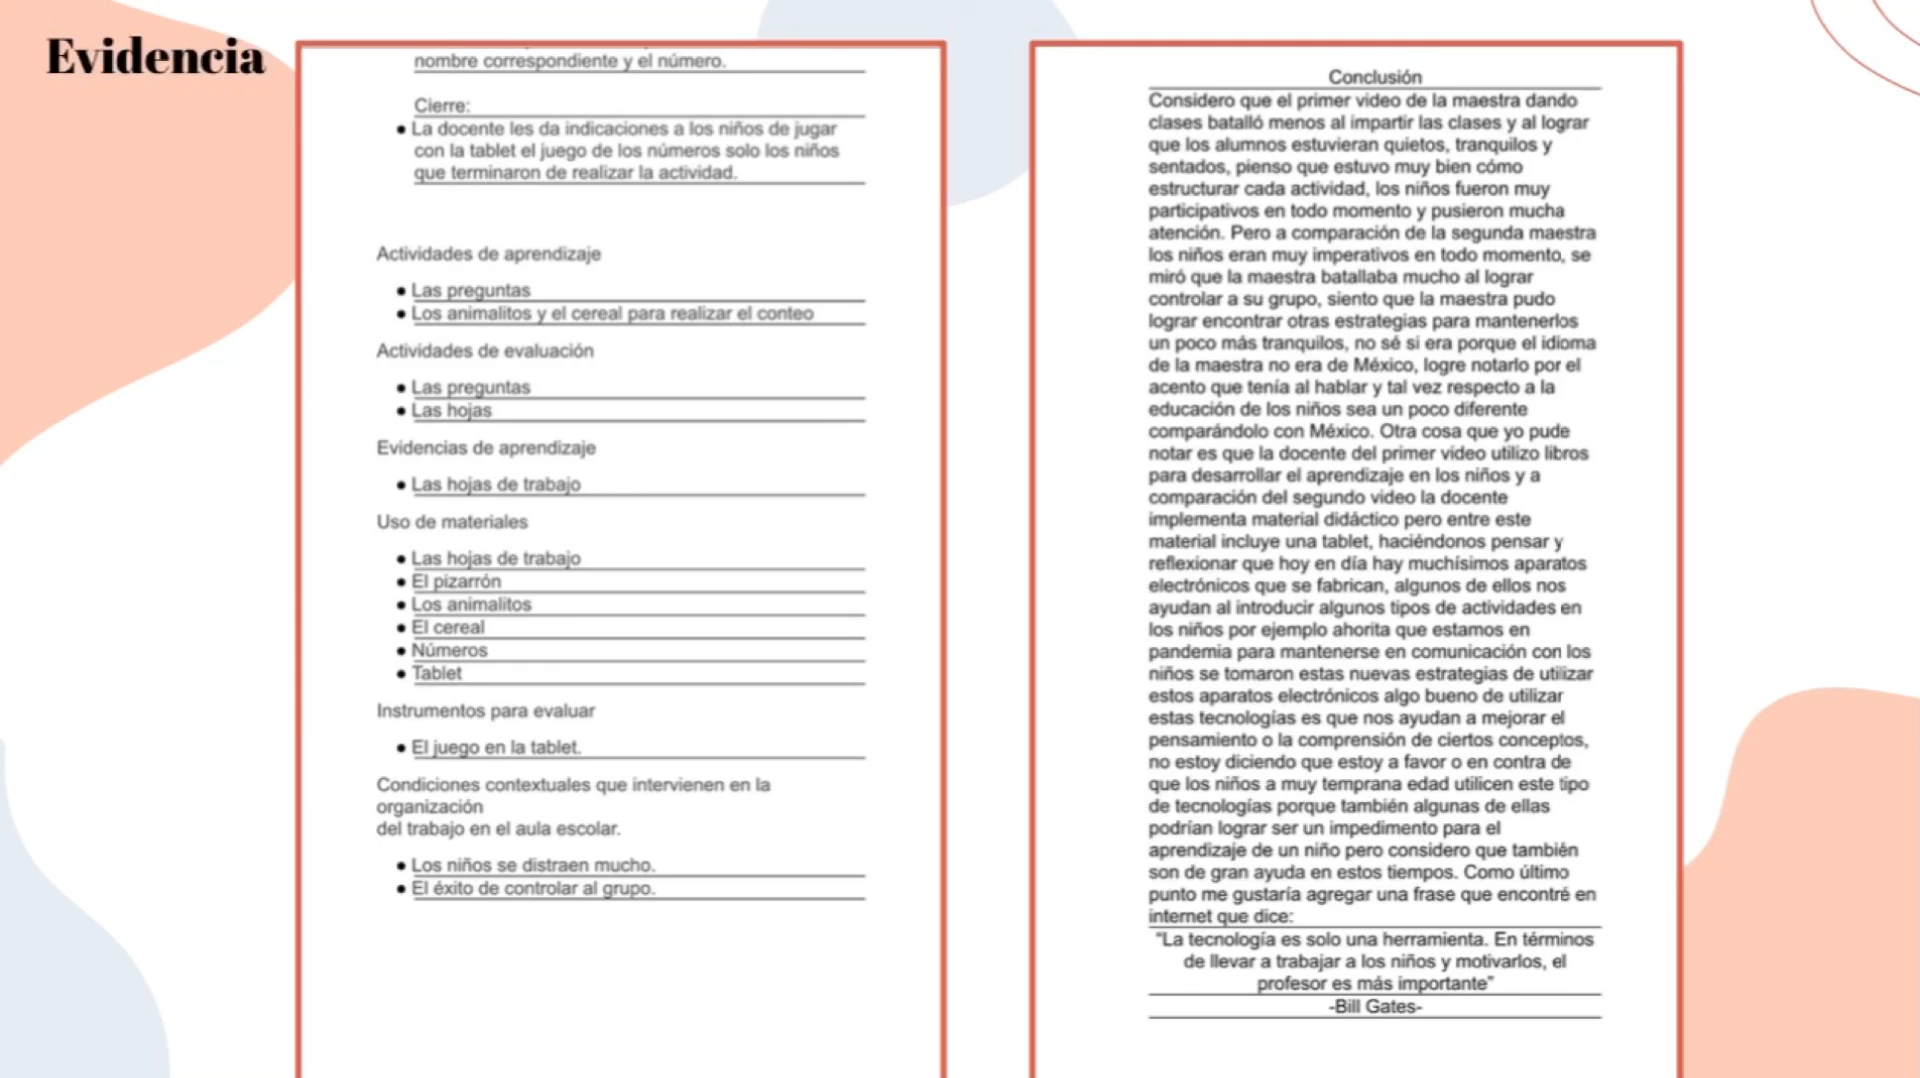 Evidencia
nombre correspondiente y el número.
Cierre:
● La docente les da indicaciones a los niños de jugar
con la tablet el juego de los números solo los niños
que terminaron de realizar la actividad.
Actividades de aprendizaje
● Las preguntas
● Los animalitos y el cereal para realizar el conteo
Actividades de evaluación
● Las preguntas
● Las hojas
Evidencias de aprendizaje
● Las hojas de trabajo
Uso de materiales
● Las hojas de trabajo
● El pizarrón
● Los animalitos
● El cereal
● Números
● Tablet
Instrumentos para evaluar
● El juego en la tablet.
Condiciones contextuales que intervienen en la
organización
del trabajo en el aula escolar.
● Los niños se distraen mucho.
● El éxito de controlar al grupo.
Conclusión
Considero que el primer video de la maestra dando
clases batalló menos al impartir las clases y al lograr
que los alumnos estuvieran quietos, tranquilos y
sentados, pienso que estuvo muy bien cómo
estructurar cada actividad, los niños fueron muy
participativos en todo momento y pusieron mucha
atención. Pero a comparación de la segunda maestra
los niños eran muy imperativos en todo momento, se
miró que la maestra batallaba mucho al lograr
controlar a su grupo, siento que la maestra pudo
lograr encontrar otras estrategias para mantenerlos
un poco más tranquilos, no sé si era porque el idioma
de la maestra no era de México, logre notarlo por el
acento que tenía al hablar y tal vez respecto a la
educación de los niños sea un poco diferente
comparándolo con México. Otra cosa que yo pude
notar es que la docente del primer video utilizo libros
para desarrollar el aprendizaje en los niños y a
comparación del segundo video la docente
implementa material didáctico pero entre este
material incluye una tablet, haciéndonos pensar y
reflexionar que hoy en día hay muchísimos aparatos
electrónicos que se fabrican, algunos de ellos nos
ayudan al introducir algunos tipos de actividades en
los niños por ejemplo ahorita que estamos en
pandemia para mantenerse en comunicación con los
niños se tomaron estas nuevas estrategias de utilizar
estos aparatos electrónicos algo bueno de utilizar
estas tecnologías es que nos ayudan a mejorar el
pensamiento o la comprensión de ciertos conceptos,
no estoy diciendo que estoy a favor o en contra de
que los niños a muy temprana edad utilicen este tipo
de tecnologías porque también algunas de ellas
podrían lograr ser un impedimento para el
aprendizaje de un niño pero considero que también
son de gran ayuda en estos tiempos. Como último
punto me gustaría agregar una frase que encontré en
internet que dice:
"La tecnología es solo una herramienta. En términos
de llevar a trabajar a los niños y motivarlos, el
profesor es más importante"
-Bill Gates-